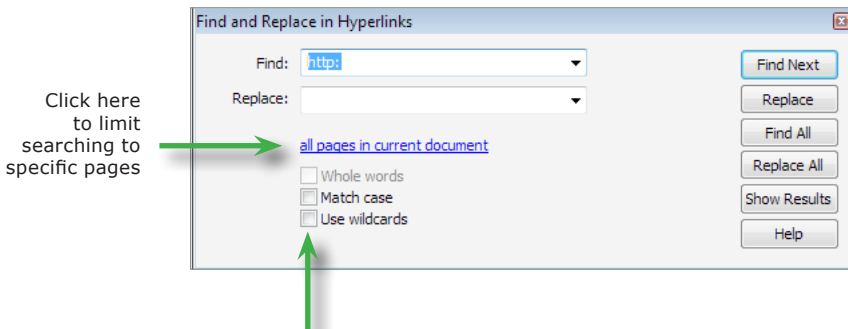 Find and Replace in Hyperlinks
Find: http:
Replace:
Click here
to limit
searching to
specific pages
all pages in current document
Whole words
Match case
Use wildcards
Find Next
Replace
Find All
Replace All
Show Results
Help